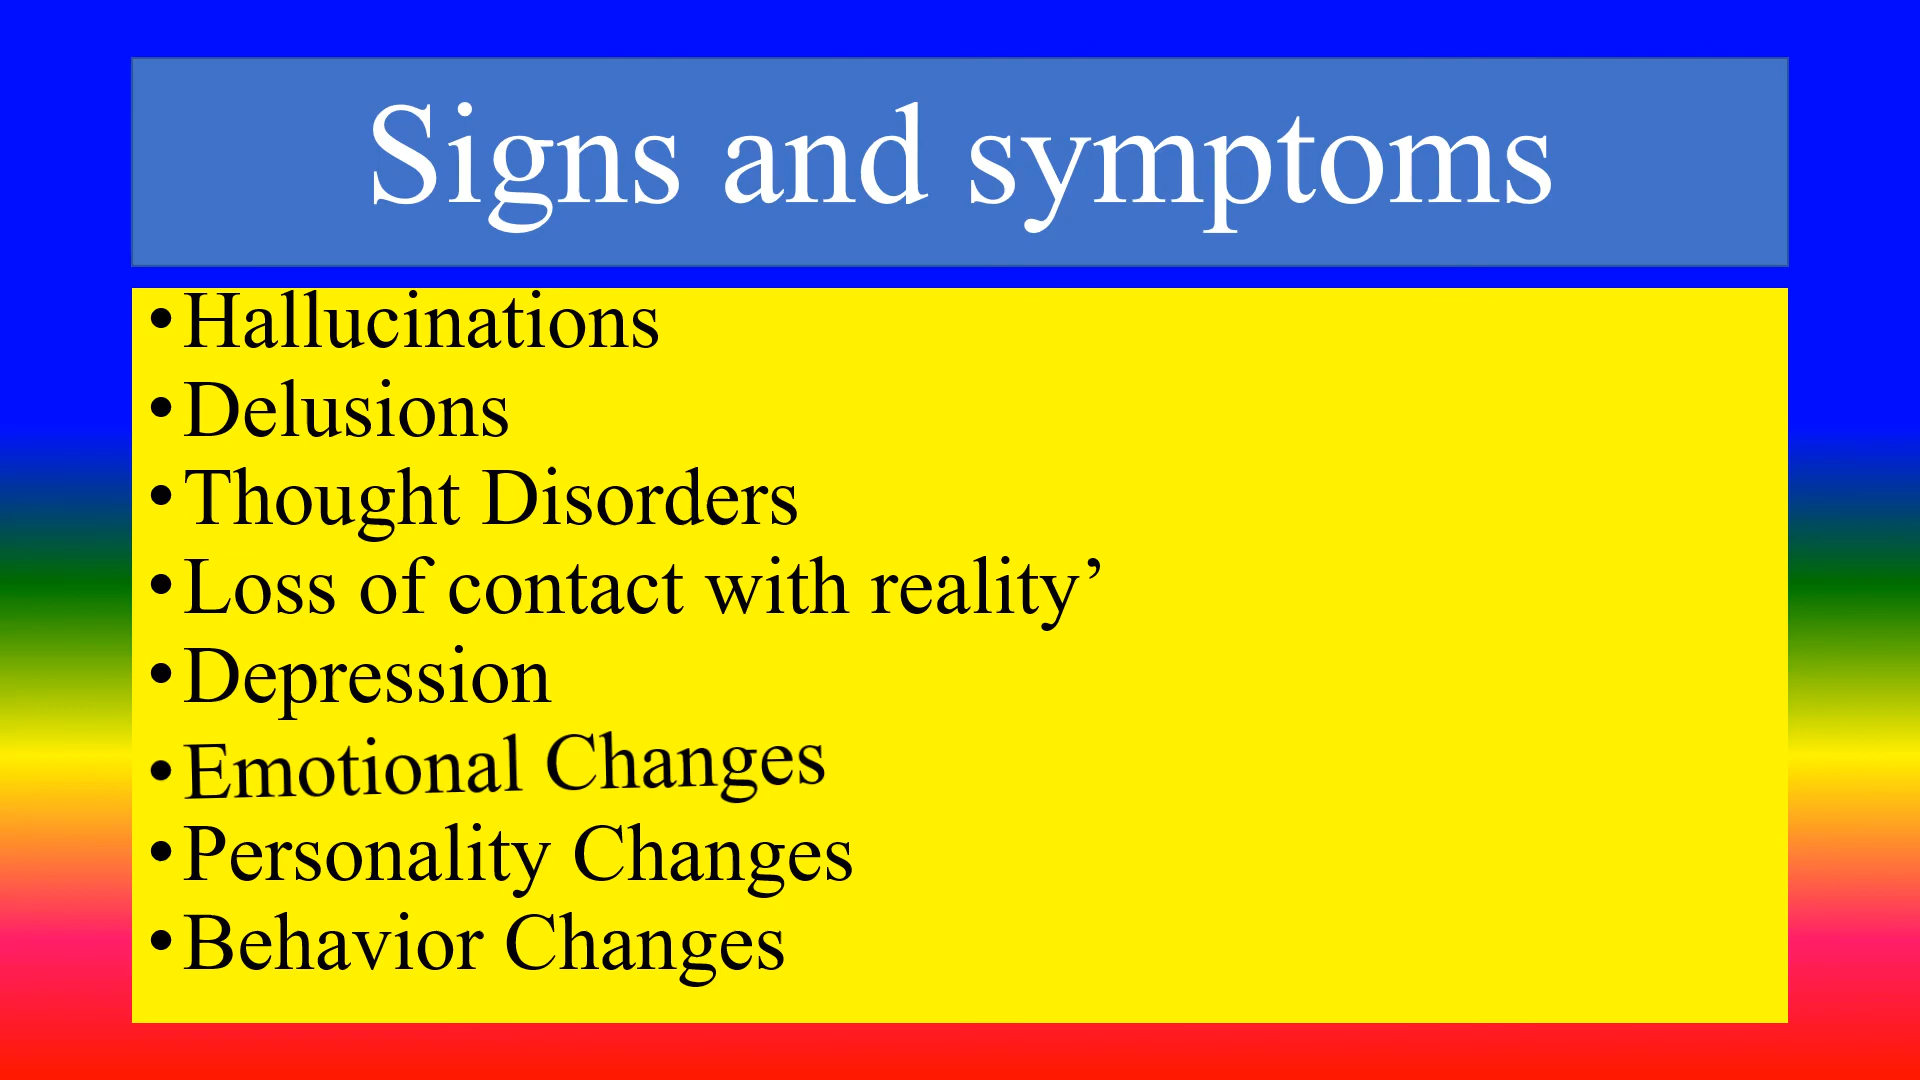 Signs and symptoms
•Hallucinations
•Delusions
•Thought Disorders
•Loss of contact with reality’
•Depression
•Emotional Changes
•Personality Changes
•Behavior Changes